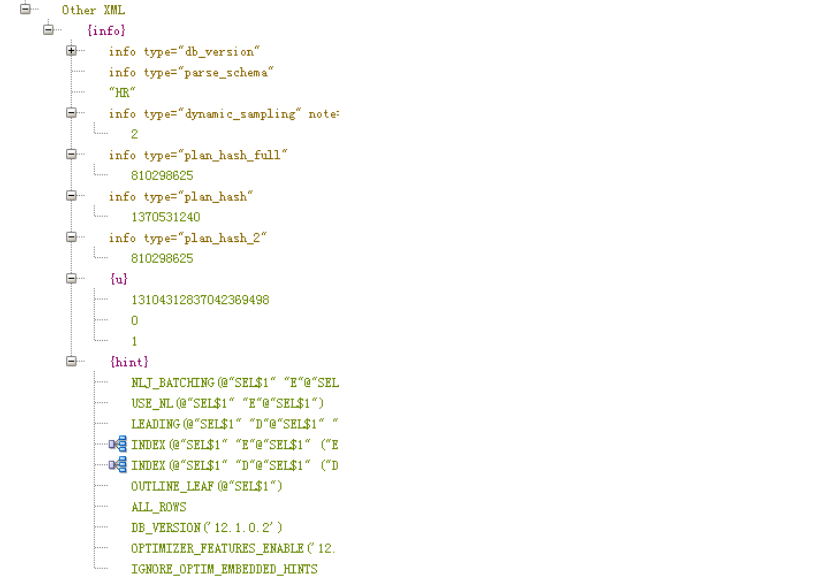 Other XML
{info}
info type="db_version"
info type="parse_schema"
"HR"
info type="dynamic_sampling" note=
2
info type="plan_hash_full"
810298625
info type="plan_hash"
1370531240
info type="plan_hash_2"
810298625
{u}
13104312837042369498
0
1
{hint}
NLJ_BATCHING(@"SEL$1" "E"@"SEL
USE_NL(@"SEL$1" "E"@"SEL$1")
LEADING(@"SEL$1" "D"@"SEL$1" "
INDEX(@"SEL$1" "E"@"SEL$1" ("E
INDEX(@"SEL$1" "D"@"SEL$1" ("D
OUTLINE_LEAF(@"SEL$1")
ALL_ROWS
DB_VERSION('12.1.0.2')
OPTIMIZER_FEATURES_ENABLE('12.
IGNORE_OPTIM_EMBEDDED_HINTS